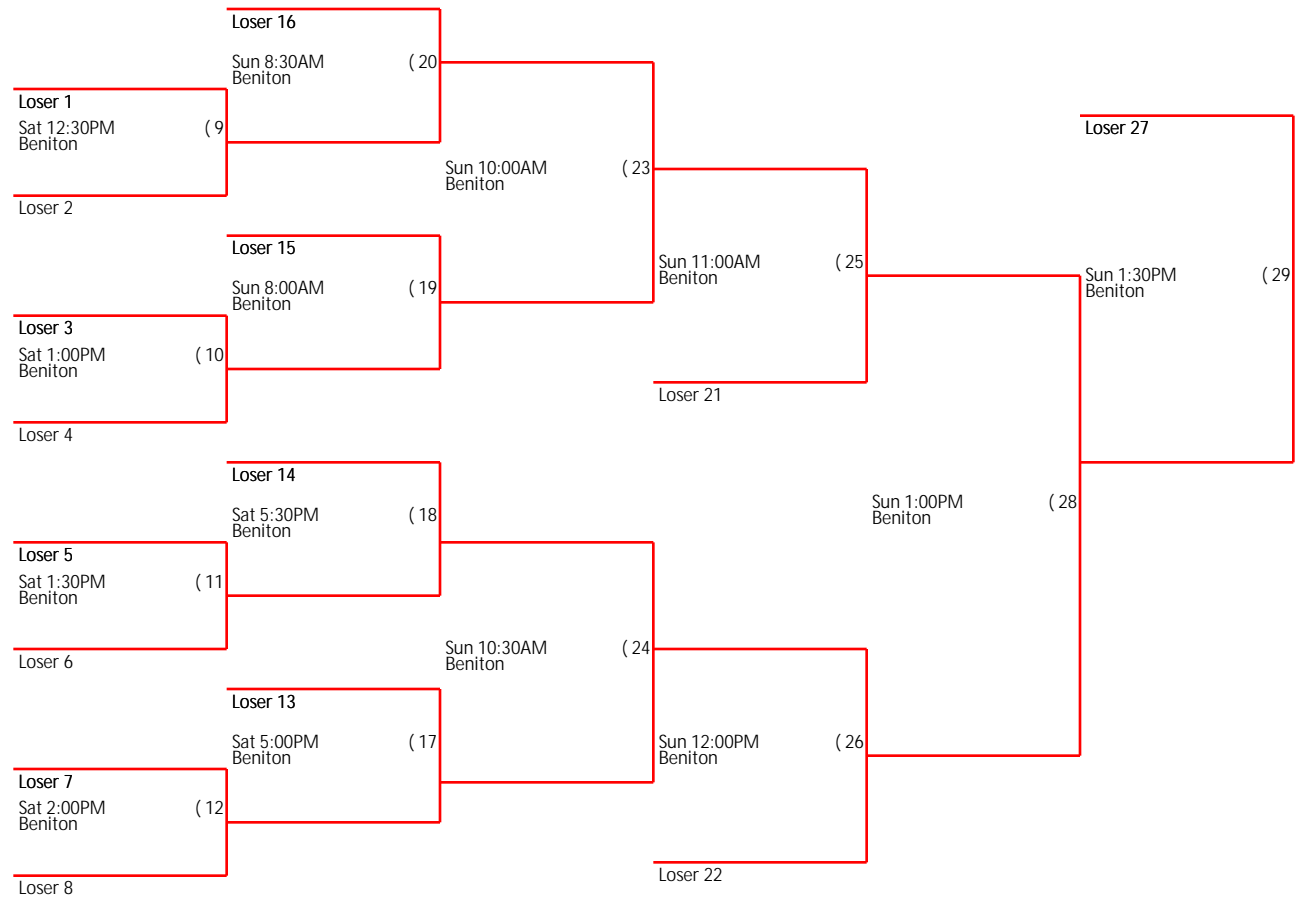 Loser 16
Sun 8:30AM ( 20
Beniton
Loser 1
Sat 12:30PM ( 9
Beniton
Loser 2
Loser 27
Sun 10:00AM ( 23
Beniton
Loser 15
Sun 8:00AM ( 19
Beniton
Sun 11:00AM ( 25
Beniton
Sun 1:30PM ( 29
Beniton
Loser 3
Sat 1:00PM ( 10
Beniton
Loser 4
Loser 21
Loser 14
Sat 5:30PM ( 18
Beniton
Sun 1:00PM ( 28
Beniton
Loser 5
Sat 1:30PM ( 11
Beniton
Loser 6
Sun 10:30AM ( 24
Beniton
Loser 13
Sat 5:00PM ( 17
Beniton
Sun 12:00PM ( 26
Beniton
Loser 7
Sat 2:00PM ( 12
Beniton
Loser 8
Loser 22